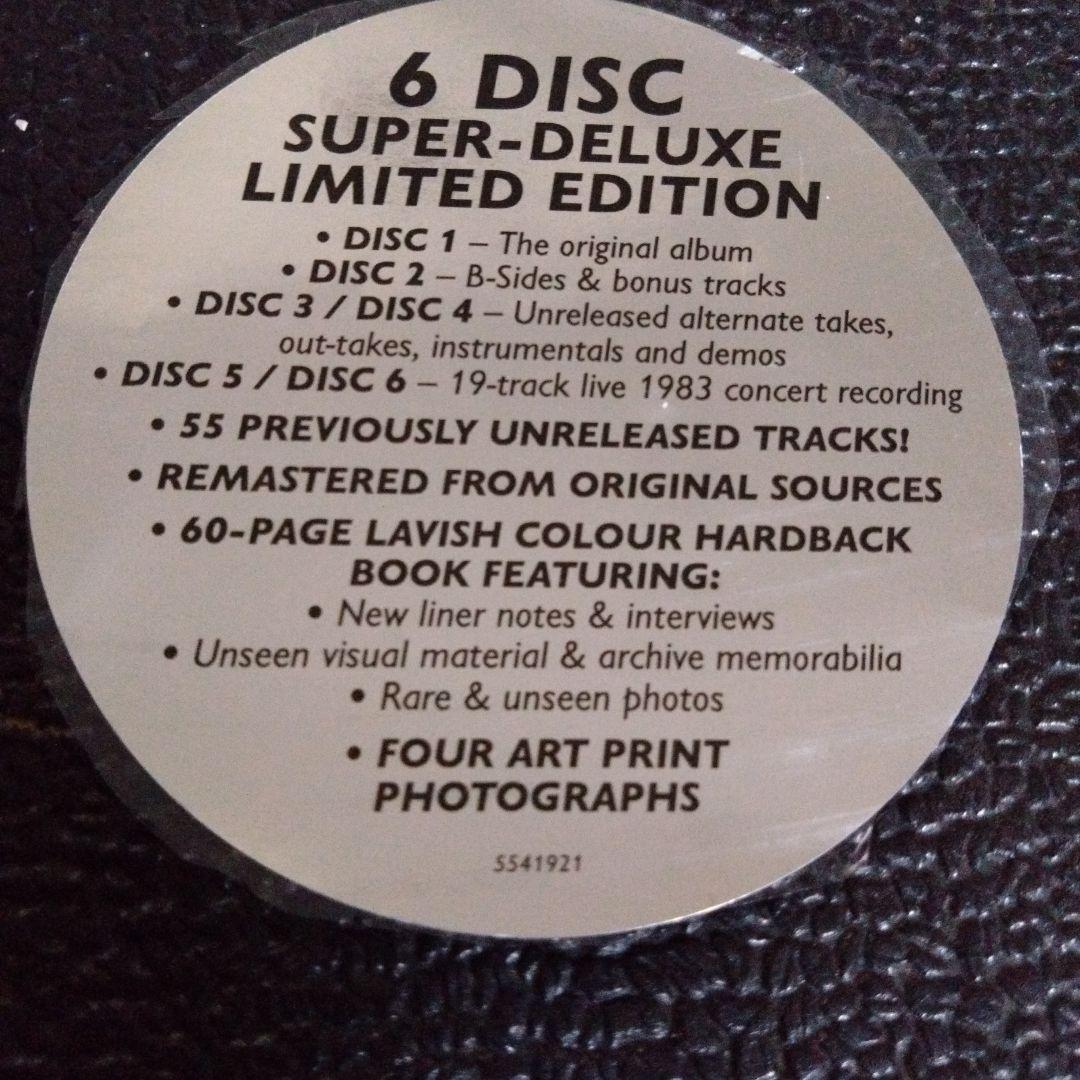 6 DISC
SUPER-DELUXE
LIMITED EDITION
• DISC 1 – The original album
• DISC 2 – B-Sides & bonus tracks
• DISC 3 / DISC 4 – Unreleased alternate takes,
out-takes, instrumentals and demos
• DISC 5 / DISC 6 – 19-track live 1983 concert recording
• 55 PREVIOUSLY UNRELEASED TRACKS!
• REMASTERED FROM ORIGINAL SOURCES
• 60-PAGE LAVISH COLOUR HARDBACK
BOOK FEATURING:
• New liner notes & interviews
• Unseen visual material & archive memorabilia
• Rare & unseen photos
• FOUR ART PRINT
PHOTOGRAPHS
5541921